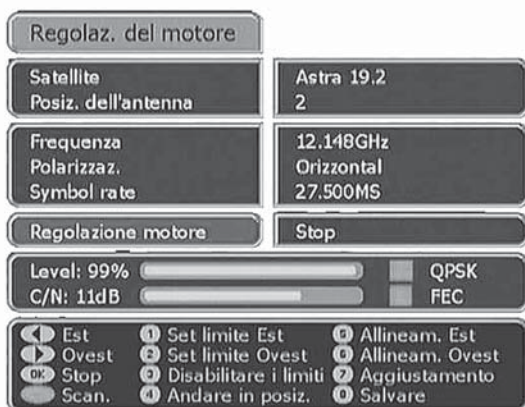 Regolaz. del motore
Satellite Astra 19.2
Posiz. dell'antenna 2
Frequenza 12.148GHz
Polarizzaz. Orizzontal
Symbol rate 27.500MS
Regolazione motore Stop
Level: 99% QPSK
C/N: 11dB FEC
Est 1 Set limite Est 5 Allineam. Est
Ovest 2 Set limite Ovest 6 Allineam. Ovest
OK Stop 3 Disabilitare i limiti 7 Aggiustamento
Scan. 4 Andare in posiz. 0 Salvare